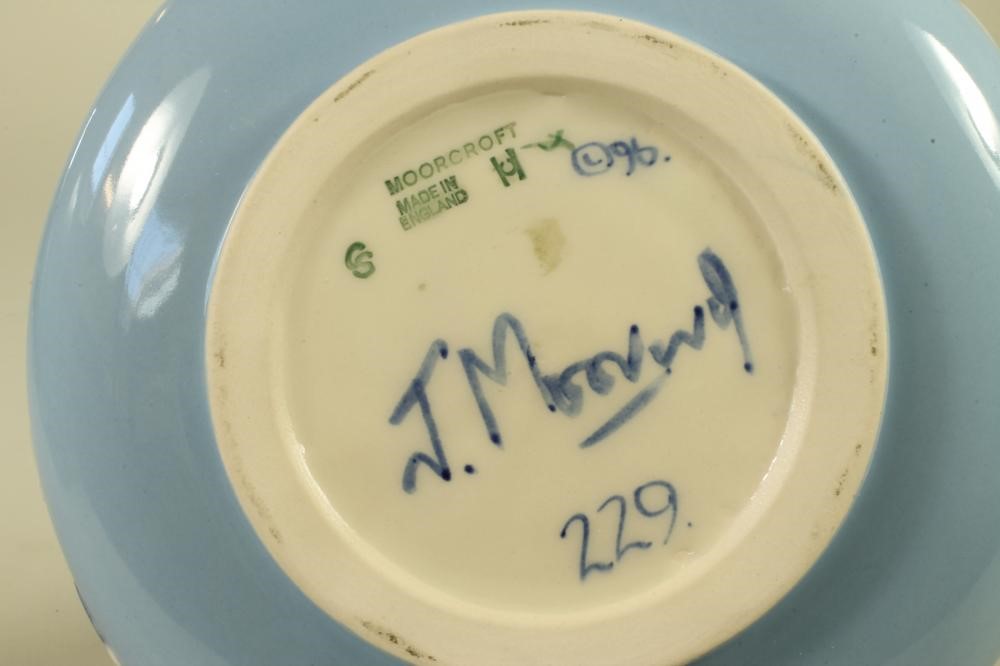 MOORCROFT
MADE IN
ENGLAND
© 96.
J. Moorcroft
229.